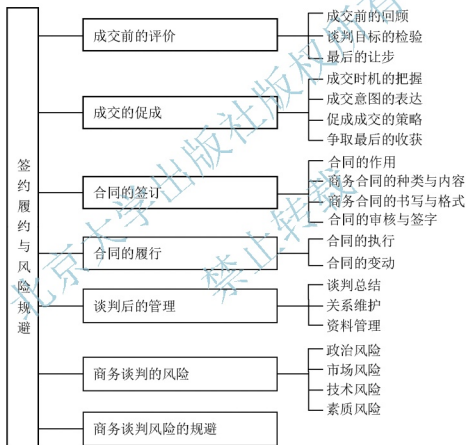 签约履约与风险规避
成交前的评价
成交前的回顾
谈判目标的检验
最后的让步
成交的促成
成交时机的把握
成交意图的表达
促成成交的策略
争取最后的收获
合同的签订
合同的作用
商务合同的种类与内容
商务合同的书写与格式
合同的审核与签字
合同的履行
合同的执行
合同的变动
谈判后的管理
谈判总结
关系维护
资料管理
商务谈判的风险
政治风险
市场风险
技术风险
素质风险
商务谈判风险的规避
北京大学出版社版权所有
禁止转载